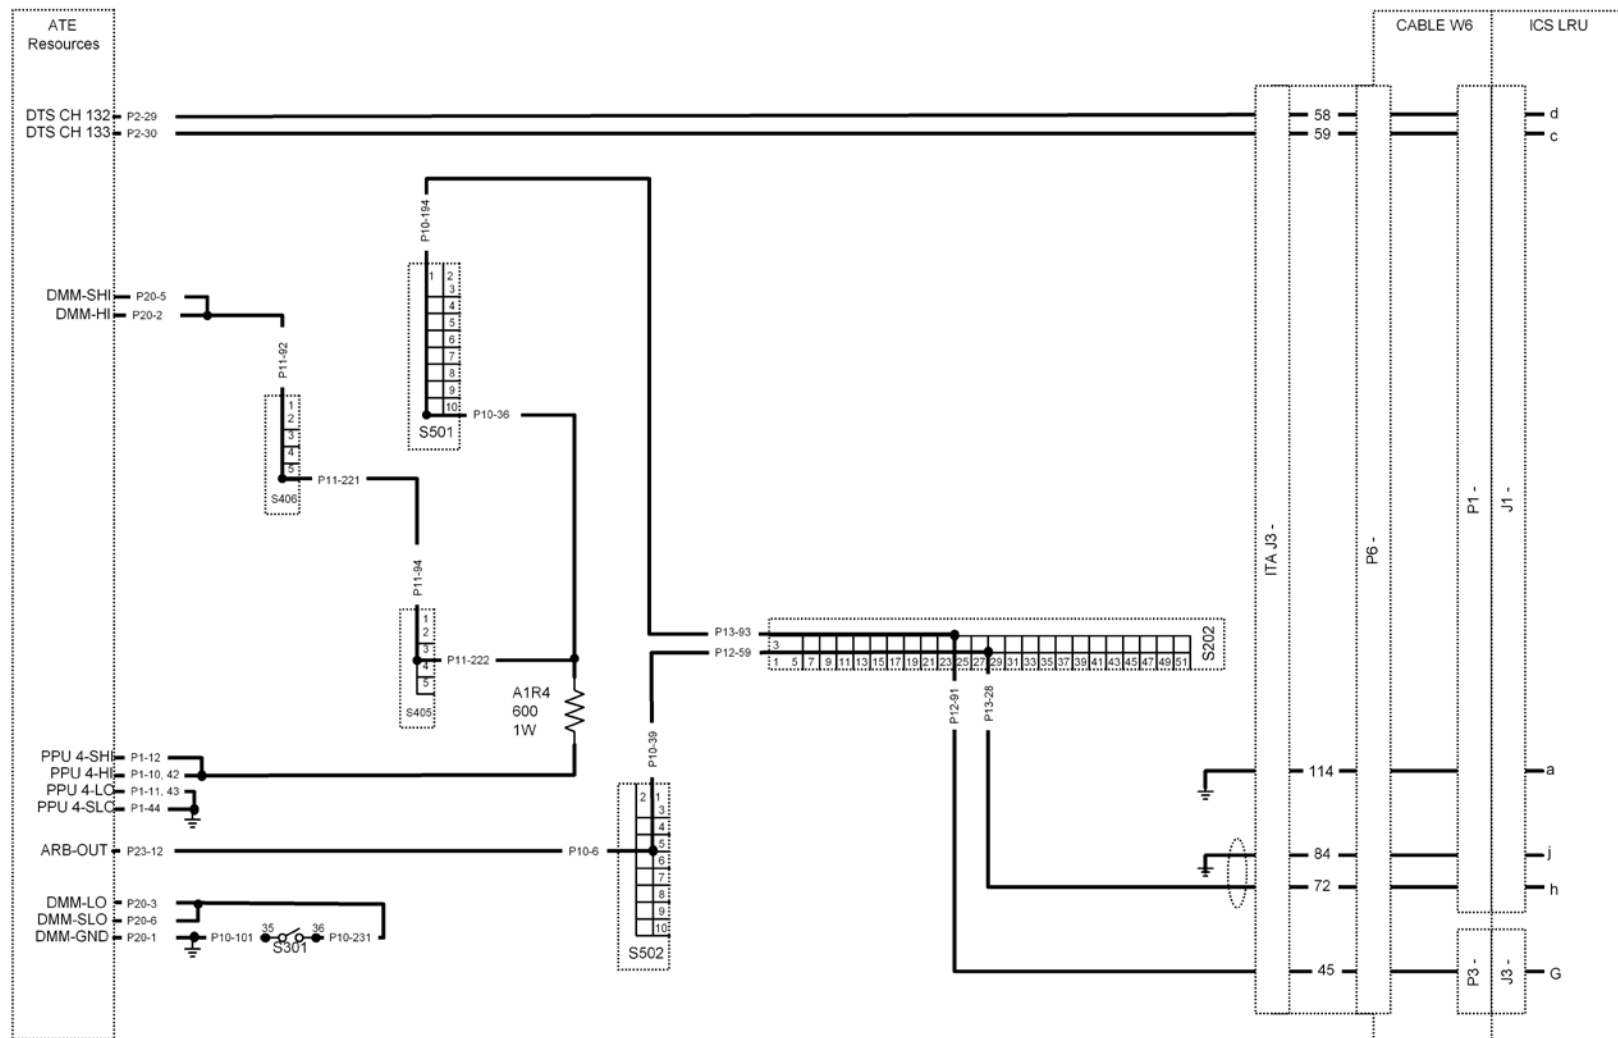 ATE
Resources
CABLE W6
ICS LRU
DTS CH 132 P2-29
58
d
DTS CH 133 P2-30
59
c
P10-194
1 2
3
4
5
6
7
8
9
10
P10-36
S501
DMM-SHI P20-5
DMM-HI P20-2
P11-92
1
2
3
4
5
P11-221
S406
P11-94
1
2
3
4
5
P11-222
S405
A1R4
600
1W
P13-93
P12-59
3
1 5 7 9 11 13 15 17 19 21 23 25 27 29 31 33 35 37 39 41 43 45 47 49 51
S202
P12-91
P13-28
ITA J3 -
P6 -
P1 -
J1 -
PPU 4-SHI P1-12
PPU 4-HI P1-10, 42
PPU 4-LO P1-11, 43
PPU 4-SLO P1-44
114
a
P10-39
2 1
3
4
5
6
7
8
9
10
S502
ARB-OUT P23-12
P10-6
84
j
72
h
DMM-LO P20-3
DMM-SLO P20-6
DMM-GND P20-1
P10-101
35
36
P10-231
S301
45
P3 -
J3 -
G